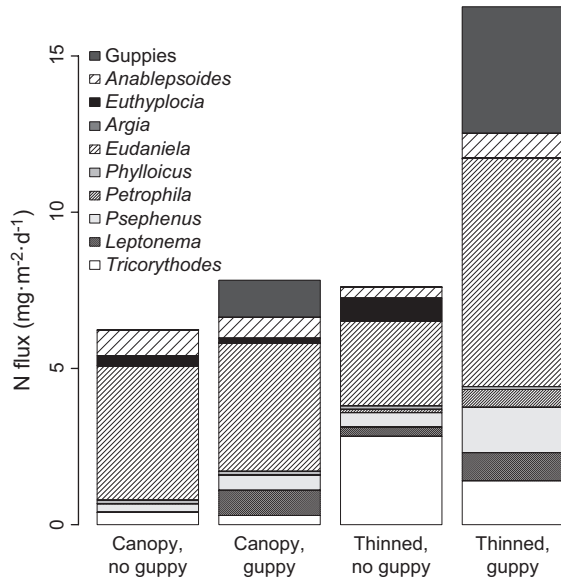 15
10
5
0
N flux (mg·m⁻²·d⁻¹)
Guppies
Anablepsoides
Euthyplocia
Argia
Eudaniela
Phylloicus
Petrophila
Psephenus
Leptonema
Tricorythodes
Canopy,
no guppy
Canopy,
guppy
Thinned,
no guppy
Thinned,
guppy